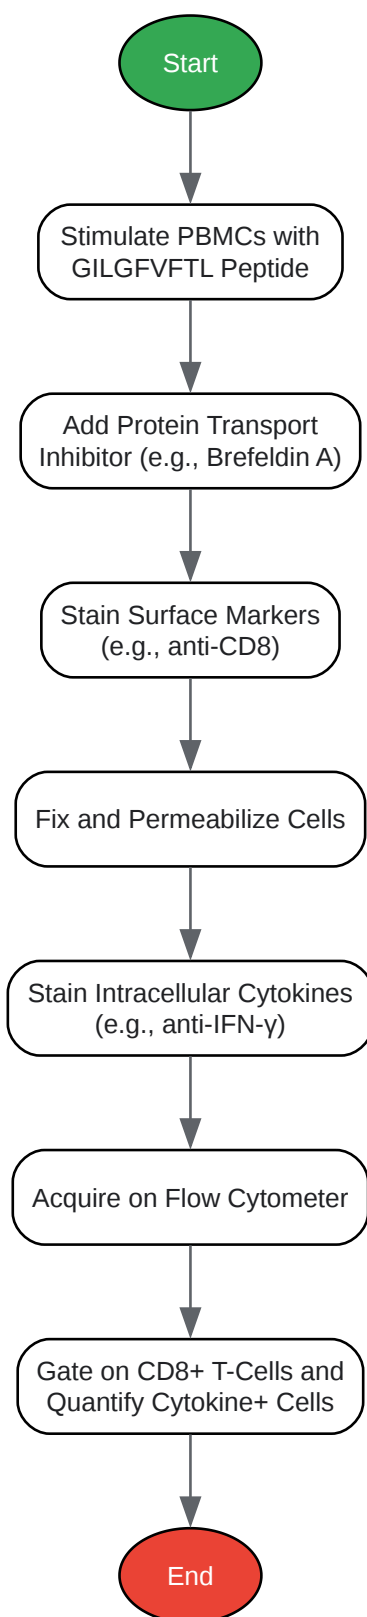 Start
Stimulate PBMCs with
GILGFVFTL Peptide
Add Protein Transport
Inhibitor (e.g., Brefeldin A)
Stain Surface Markers
(e.g., anti-CD8)
Fix and Permeabilize Cells
Stain Intracellular Cytokines
(e.g., anti-IFN-γ)
Acquire on Flow Cytometer
Gate on CD8+ T-Cells and
Quantify Cytokine+ Cells
End